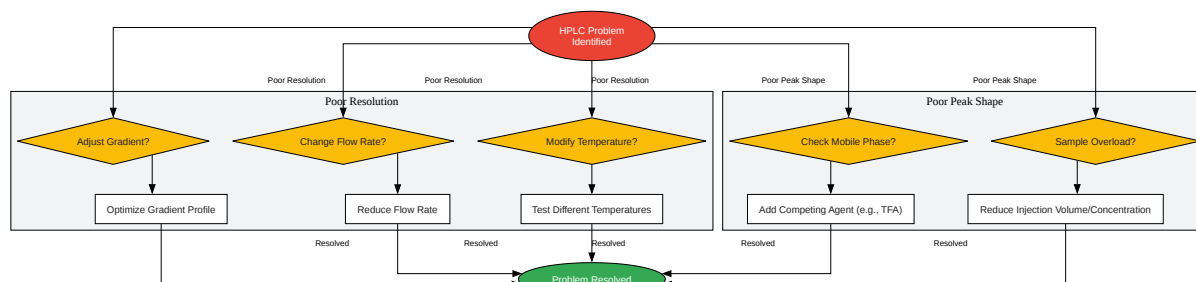 HPLC Problem
Identified
Poor Resolution
Poor Resolution
Poor Resolution
Poor Peak Shape
Poor Peak Shape
Poor Resolution
Poor Peak Shape
Adjust Gradient?
Change Flow Rate?
Modify Temperature?
Check Mobile Phase?
Sample Overload?
Optimize Gradient Profile
Reduce Flow Rate
Test Different Temperatures
Add Competing Agent (e.g., TFA)
Reduce Injection Volume/Concentration
Resolved
Resolved
Resolved
Resolved
Resolved
Problem Resolved